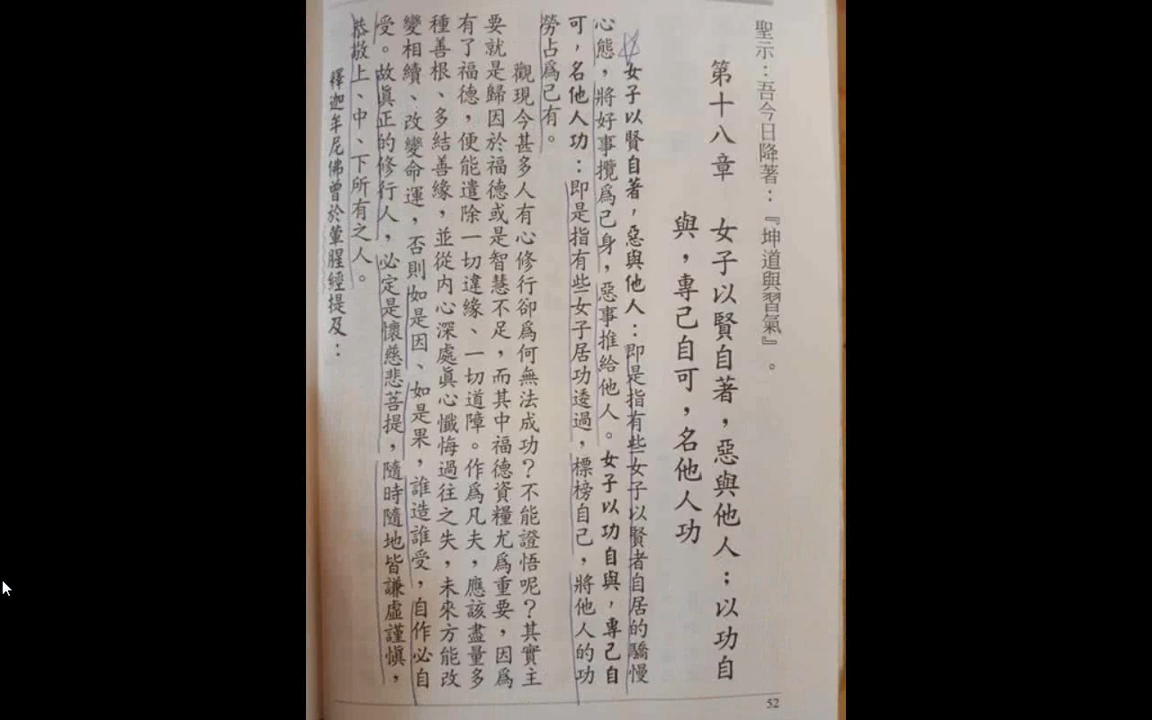 聖示：吾今日降著：『坤道與習氣』。
第十八章　女子以賢自著，惡與他人；以功自
與，專己自可，名他人功
女子以賢自著，惡與他人：即是指有些女子以賢者自居的驕慢
心態，將好事攬為己身，惡事推給他人。女子以功自與，專己自
可，名他人功：即是指有些女子居功諉過，標榜自己，將他人的功
勞占為己有。
觀現今甚多人有心修行卻為何無法成功？不能證悟呢？其實主
要就是歸因於福德或是智慧不足，而其中福德資糧尤為重要，因為
有了福德，便能遣除一切違緣、一切道障。作為凡夫，應該盡量多
種善根、多結善緣，並從內心深處眞心懺悔過往之失，未來方能改
變相續、改變命運，否則如是因、如是果，誰造誰受，自作必自
受。故眞正的修行人，必定是懷慈悲菩提，隨時隨地皆謙虛謹慎，
恭敬上、中、下所有之人。
釋迦牟尼佛曾於葷腥經提及：
52